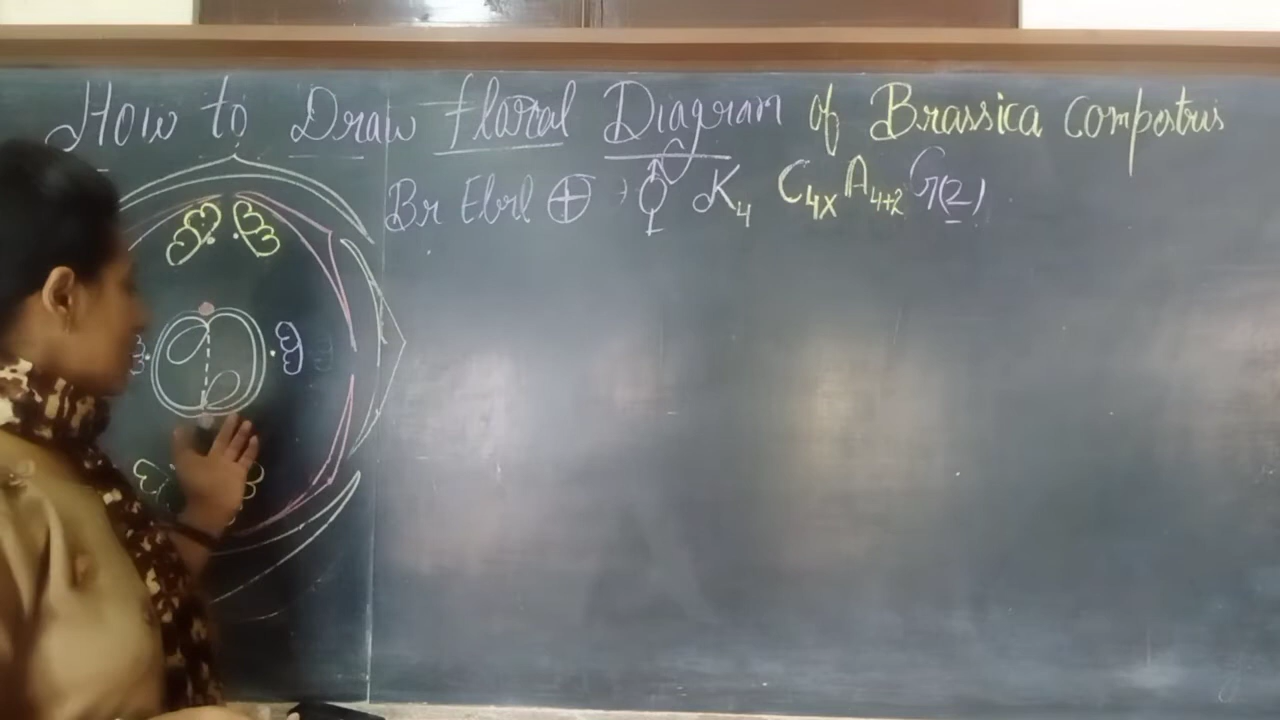 How to Draw Floral Diagram of Brassica Compestris
Br Ebrl ⊕ ⚥ K4 C4x A4+2 G(2)